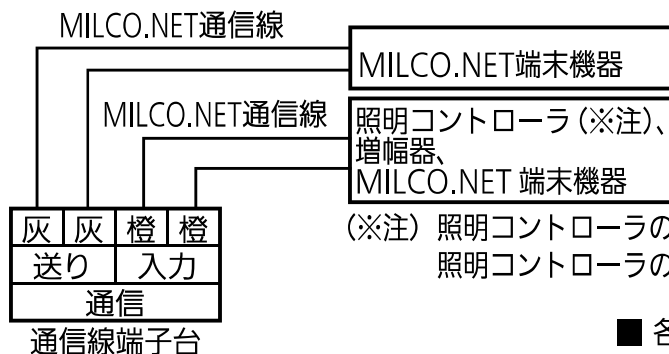 MILCO.NET通信線
MILCO.NET端末機器
MILCO.NET通信線
照明コントローラ(※注)、
増幅器、
MILCO.NET 端末機器
(※注) 照明コントローラの
照明コントローラの
灰 灰 橙 橙
送り 入力
通信
通信線端子台
■ 各